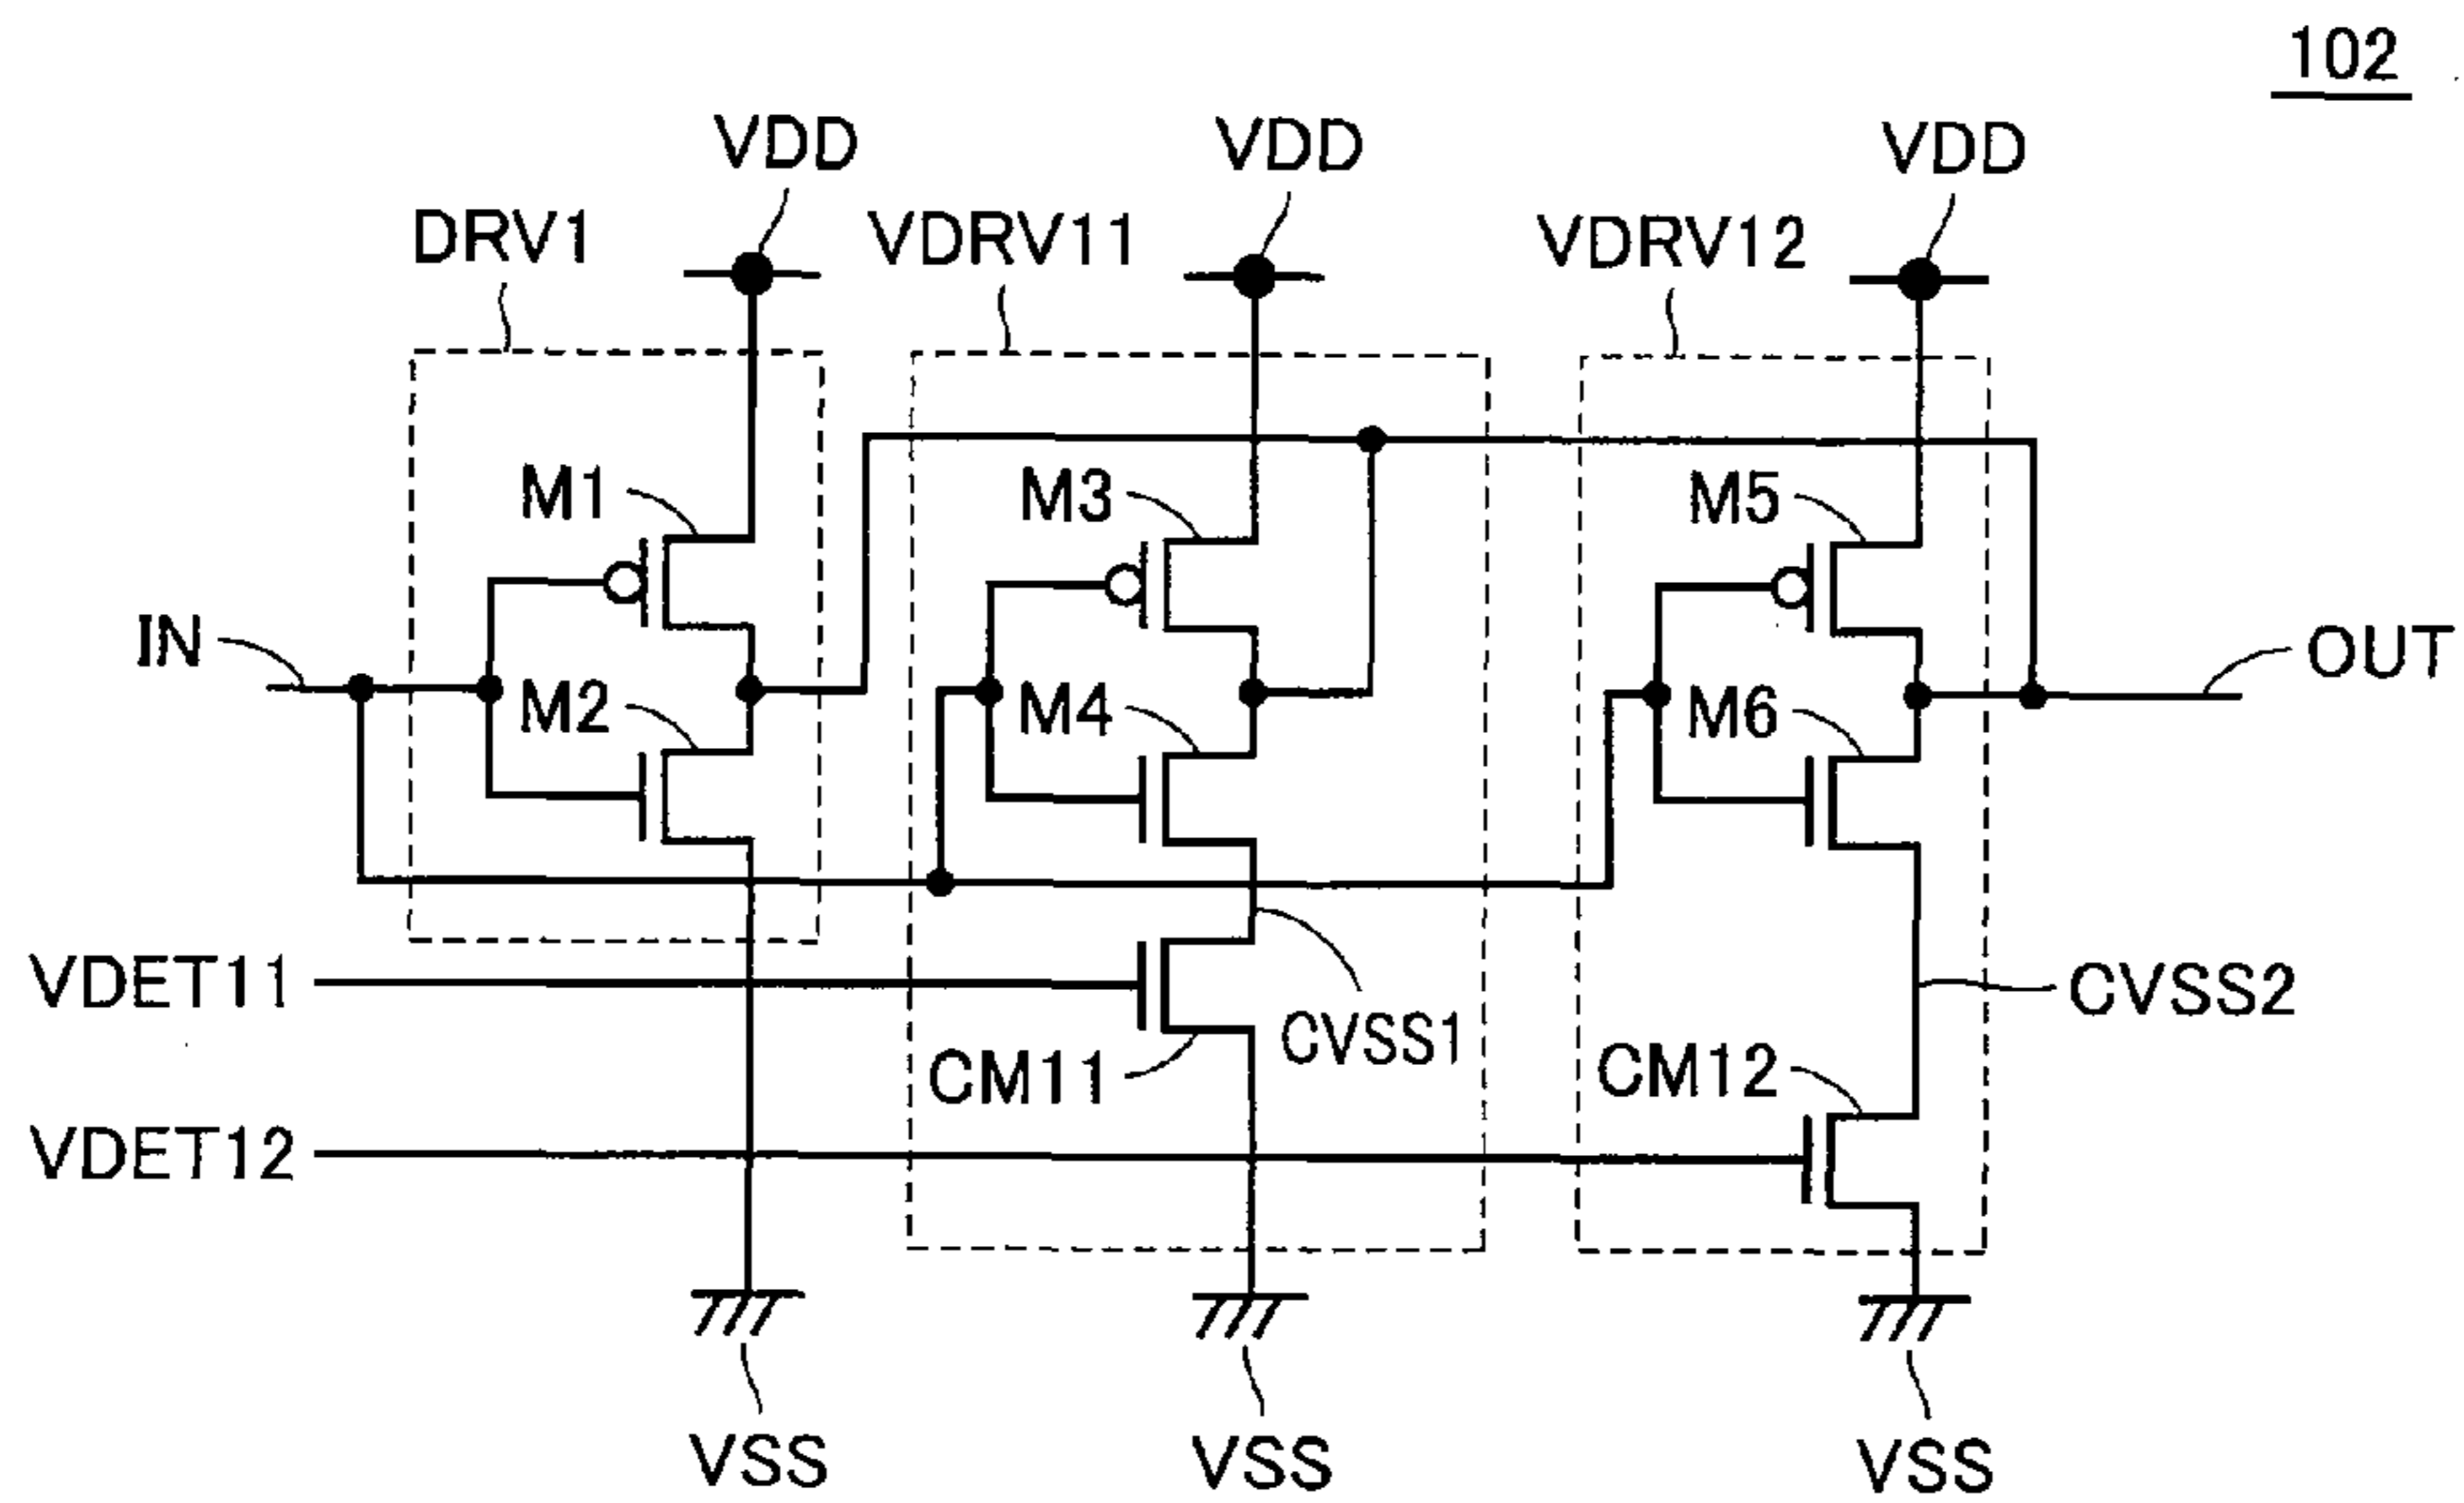 102
VDD
VDD
VDD
DRV1
VDRV11
VDRV12
M1
M3
M5
IN
M2
M4
M6
OUT
VDET11
CVSS1
CVSS2
CM11
CM12
VDET12
VSS
VSS
VSS